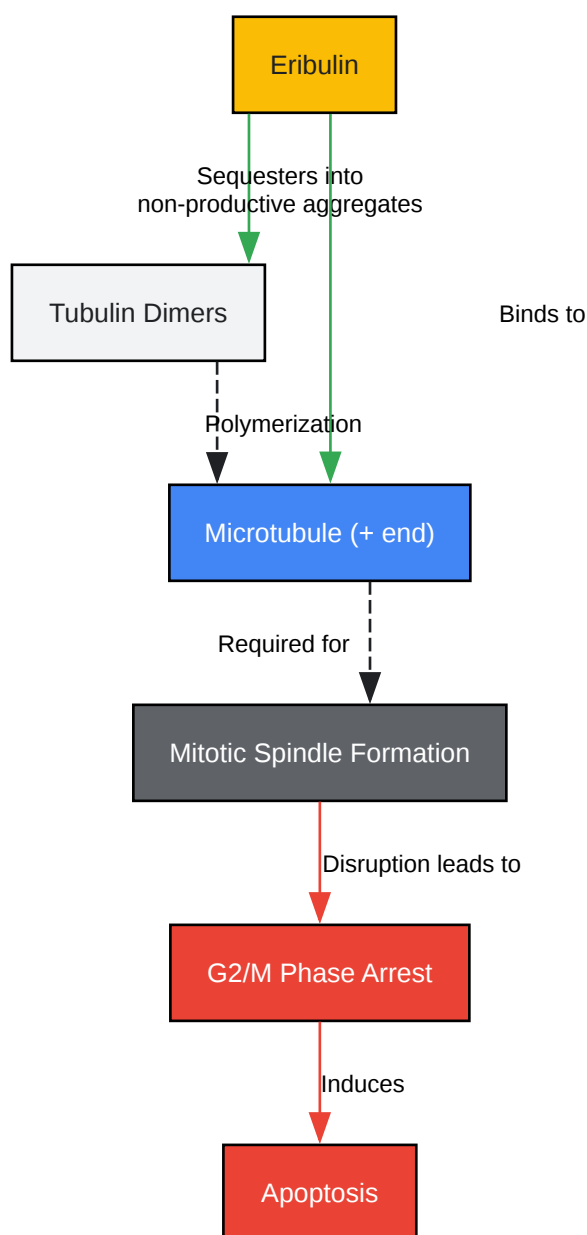 Eribulin
Sequesters into
non-productive aggregates
Tubulin Dimers
Binds to
Polymerization
Microtubule (+ end)
Required for
Mitotic Spindle Formation
Disruption leads to
G2/M Phase Arrest
Induces
Apoptosis